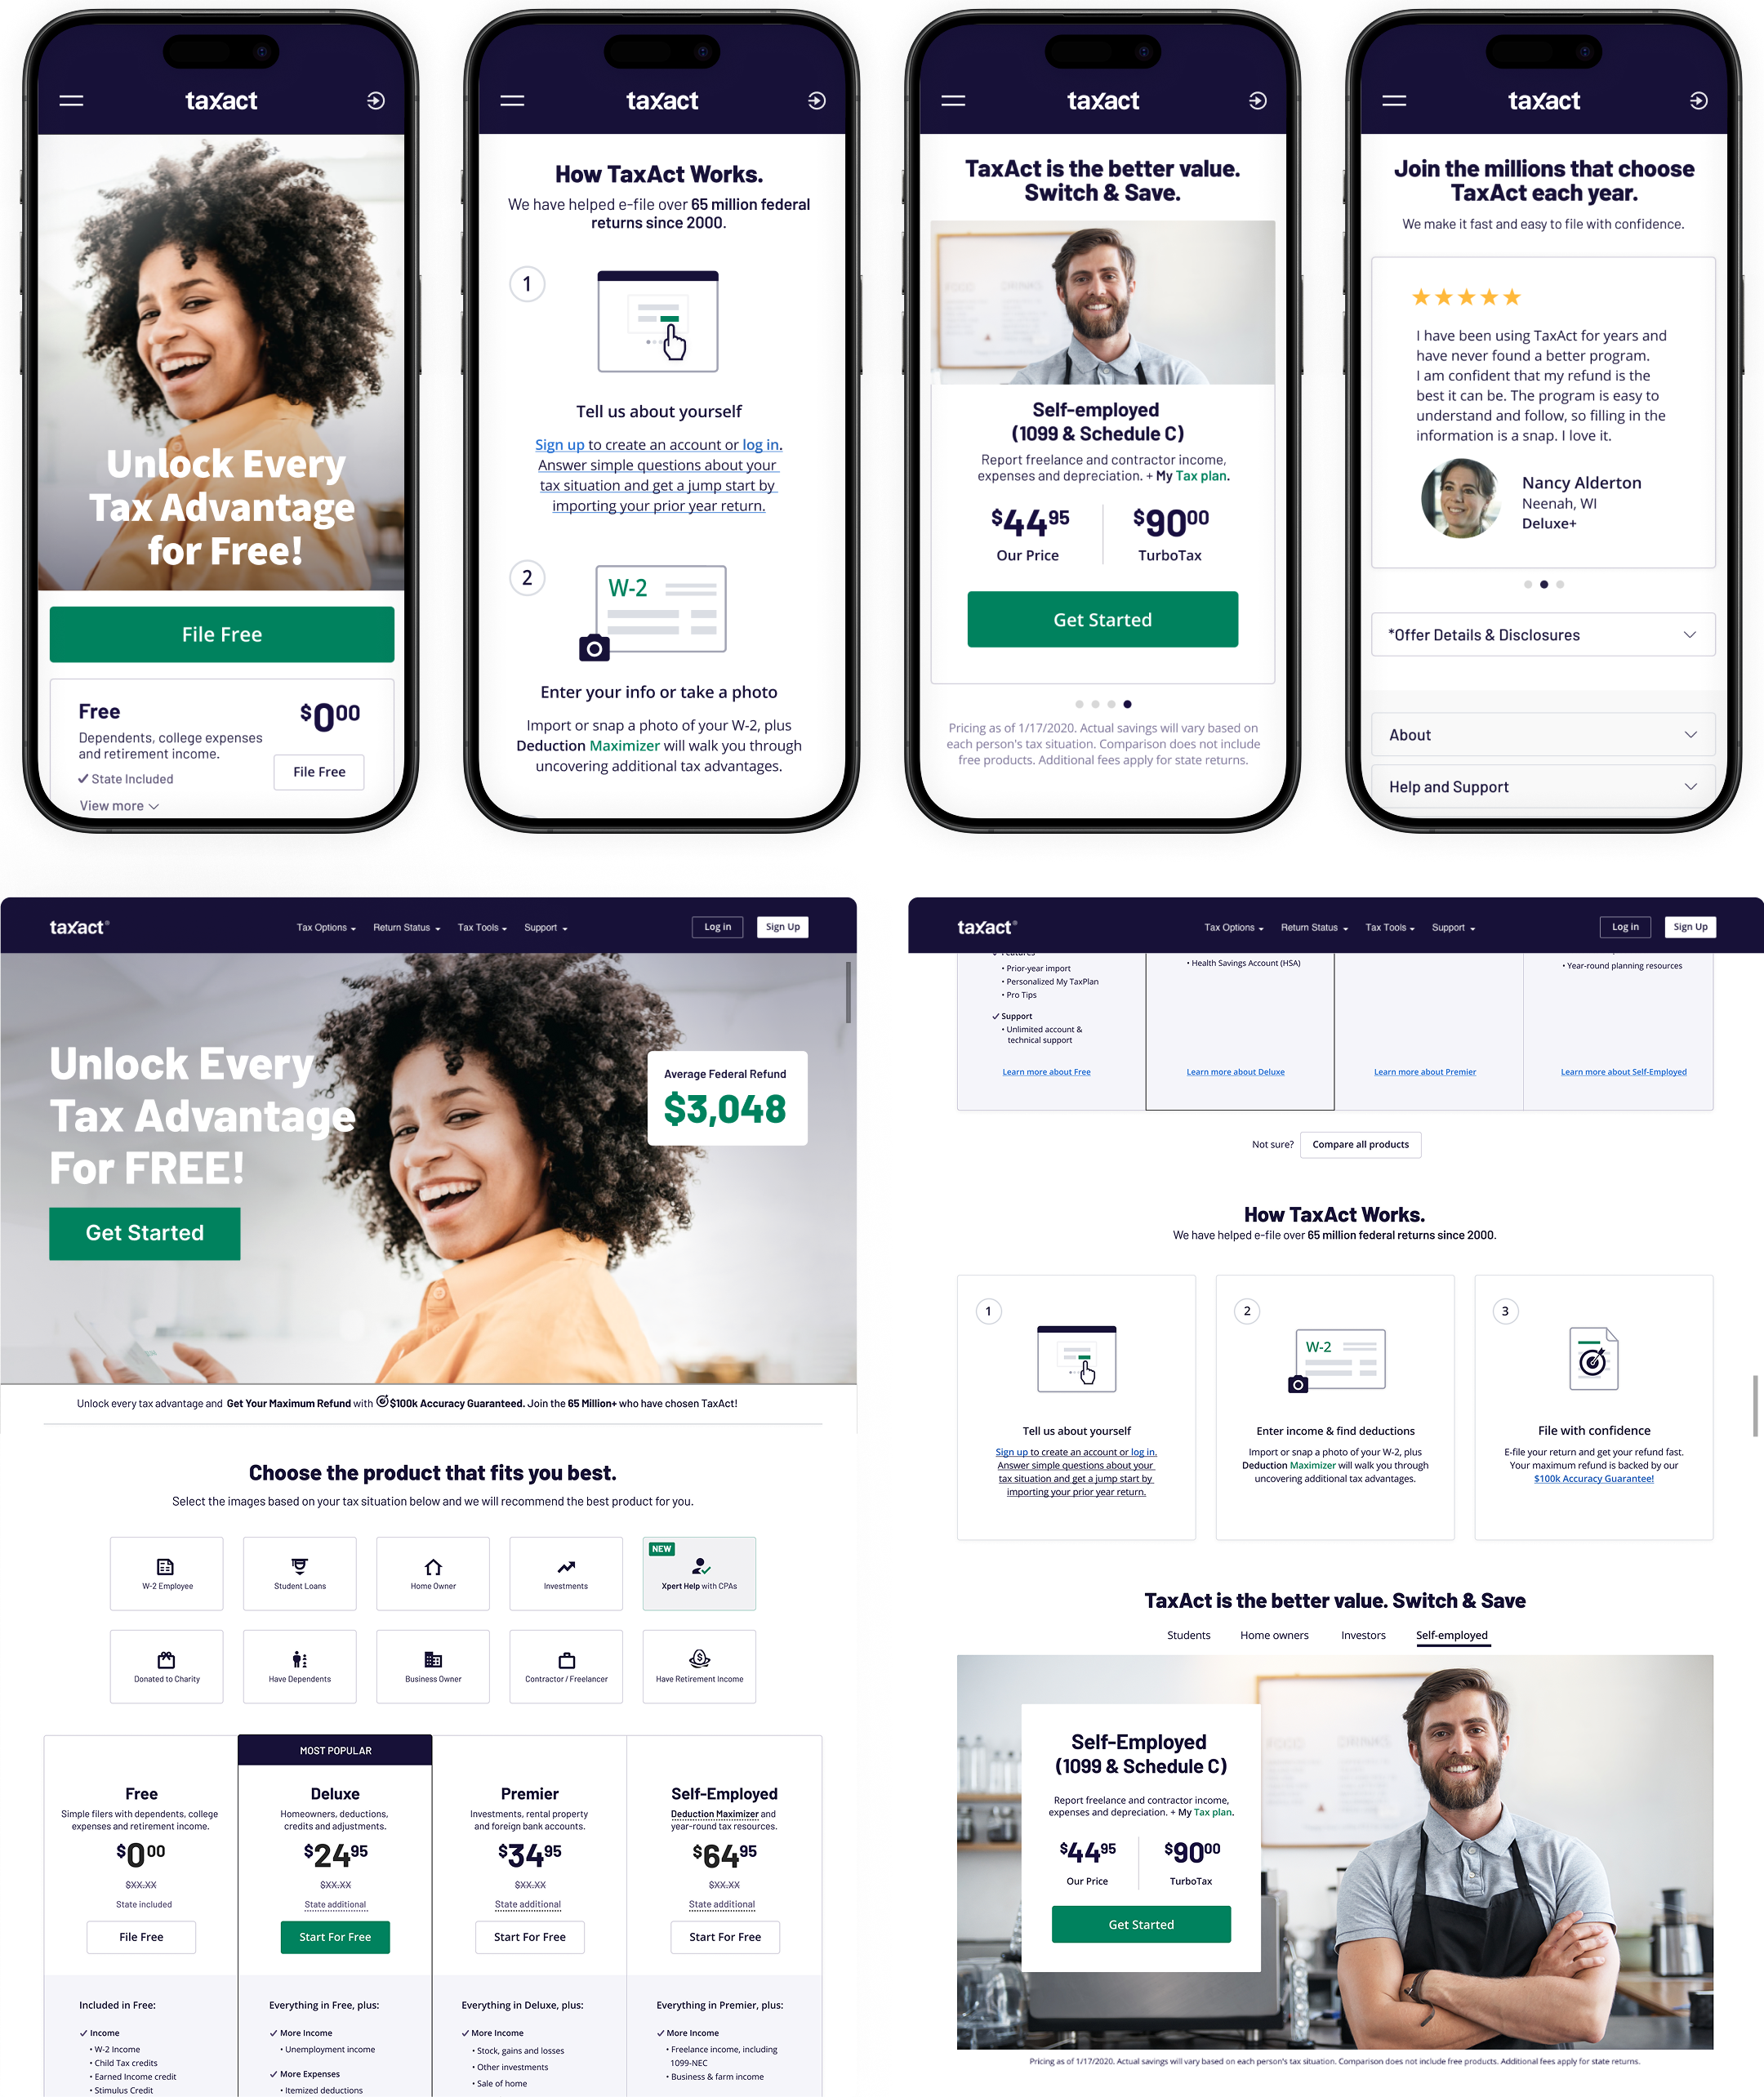 taxact
Unlock Every
Tax Advantage
for Free!
File Free
Free
$0 00
Dependents, college expenses
and retirement income.
✓ State Included
File Free
View more
taxact
How TaxAct Works.
We have helped e-file over 65 million federal
returns since 2000.
1
Tell us about yourself
Sign up to create an account or log in.
Answer simple questions about your
tax situation and get a jump start by
importing your prior year return.
2
W-2
Enter your info or take a photo
Import or snap a photo of your W-2, plus
Deduction Maximizer will walk you through
uncovering additional tax advantages.
taxact
TaxAct is the better value.
Switch & Save.
FOOD DRINKS
Self-employed
(1099 & Schedule C)
Report freelance and contractor income,
expenses and depreciation. + My Tax plan.
$44 95 $90 00
Our Price TurboTax
Get Started
Pricing as of 1/17/2020. Actual savings will vary based on
each person's tax situation. Comparison does not include
free products. Additional fees apply for state returns.
taxact
Join the millions that choose
TaxAct each year.
We make it fast and easy to file with confidence.
★★★★★
I have been using TaxAct for years and
have never found a better program.
I am confident that my refund is the
best it can be. The program is easy to
understand and follow, so filling in the
information is a snap. I love it.
Nancy Alderton
Neenah, WI
Deluxe+
*Offer Details & Disclosures
About
Help and Support
taxact® Tax Options Return Status Tax Tools Support Log in Sign Up
Unlock Every
Tax Advantage
For FREE!
Get Started
Average Federal Refund
$3,048
Unlock every tax advantage and Get Your Maximum Refund with $100k Accuracy Guaranteed. Join the 65 Million+ who have chosen TaxAct!
Choose the product that fits you best.
Select the images based on your tax situation below and we will recommend the best product for you.
W-2 Employee
Student Loans
Home Owner
Investments
NEW
Xpert Help with CPAs
Donated to Charity
Have Dependents
Business Owner
Contractor / Freelancer
Have Retirement Income
Free
Simple filers with dependents, college
expenses and retirement income.
$0 00
$XX.XX
State included
File Free
Included in Free:
✓ Income
• W-2 Income
• Child Tax credits
• Earned Income credit
• Stimulus Credit
MOST POPULAR
Deluxe
Homeowners, deductions,
credits and adjustments.
$24 95
$XX.XX
State additional
Start For Free
Everything in Free, plus:
✓ More Income
• Unemployment income
✓ More Expenses
• Itemized deductions
Premier
Investments, rental property
and foreign bank accounts.
$34 95
$XX.XX
State additional
Start For Free
Everything in Deluxe, plus:
✓ More Income
• Stock, gains and losses
• Other investments
• Sale of home
Self-Employed
Deduction Maximizer and
year-round tax resources.
$64 95
$XX.XX
State additional
Start For Free
Everything in Premier, plus:
✓ More Income
• Freelance income, including
1099-NEC
• Business & farm income
taxact® Tax Options Return Status Tax Tools Support Log in Sign Up
✓ Features
• Prior-year import
• Personalized My TaxPlan
• Pro Tips
✓ Support
• Unlimited account &
technical support
Learn more about Free
• Health Savings Account (HSA)
Learn more about Deluxe
Learn more about Premier
• Year-round planning resources
Learn more about Self-Employed
Not sure? Compare all products
How TaxAct Works.
We have helped e-file over 65 million federal returns since 2000.
1
Tell us about yourself
Sign up to create an account or log in.
Answer simple questions about your
tax situation and get a jump start by
importing your prior year return.
2
W-2
Enter income & find deductions
Import or snap a photo of your W-2, plus
Deduction Maximizer will walk you through
uncovering additional tax advantages.
3
File with confidence
E-file your return and get your refund fast.
Your maximum refund is backed by our
$100k Accuracy Guarantee!
TaxAct is the better value. Switch & Save
Students Home owners Investors Self-employed
FOOD DRINKS
Self-Employed
(1099 & Schedule C)
Report freelance and contractor income,
expenses and depreciation. + My Tax plan.
$44 95 $90 00
Our Price TurboTax
Get Started
Pricing as of 1/17/2020. Actual savings will vary based on each person's tax situation. Comparison does not include free products. Additional fees apply for state returns.